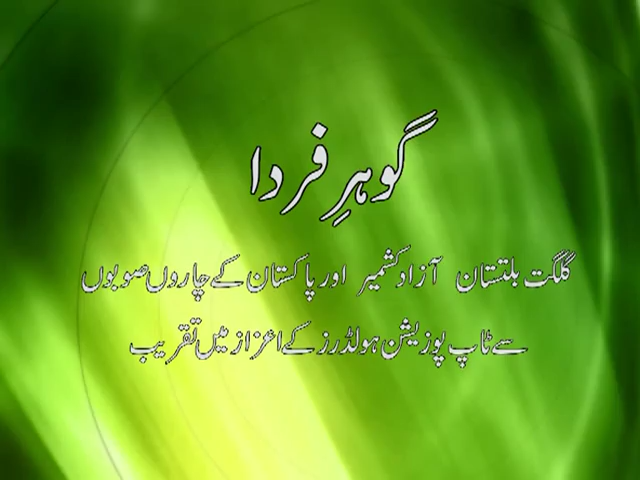 گوہرِ فردا
گلگت بلتستان آزاد کشمیر اور پاکستان کے چاروں صوبوں
سے ٹاپ پوزیشن ہولڈرز کے اعزاز میں تقریب